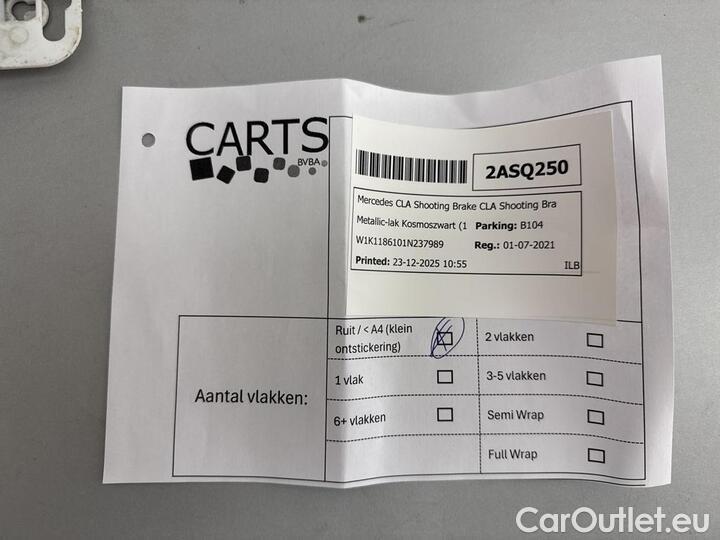 CARTS
BVBA
2ASQ250
Mercedes CLA Shooting Brake CLA Shooting Bra
Metallic-lak Kosmoszwart (1 Parking: B104
W1K1186101N237989 Reg.: 01-07-2021
Printed: 23-12-2025 10:55 ILB
Aantal vlakken:
Ruit / < A4 (klein
ontstickering)
2 vlakken
1 vlak
3-5 vlakken
6+ vlakken
Semi Wrap
Full Wrap
CarOutlet.eu